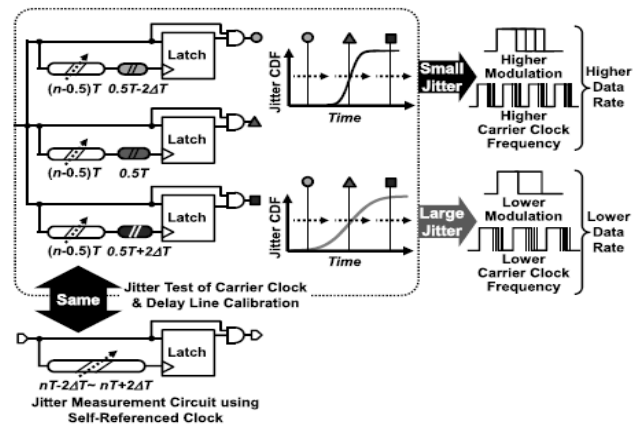 Latch
(n-0.5)T 0.5T-2ΔT
Latch
(n-0.5)T 0.5T
Latch
(n-0.5)T 0.5T+2ΔT
Jitter CDF
Time
Jitter CDF
Time
Small
Jitter
Large
Jitter
Higher
Modulation
Higher
Carrier Clock
Frequency
Higher
Data
Rate
Lower
Modulation
Lower
Carrier Clock
Frequency
Lower
Data
Rate
Same
Jitter Test of Carrier Clock
& Delay Line Calibration
Latch
nT-2ΔT~ nT+2ΔT
Jitter Measurement Circuit using
Self-Referenced Clock